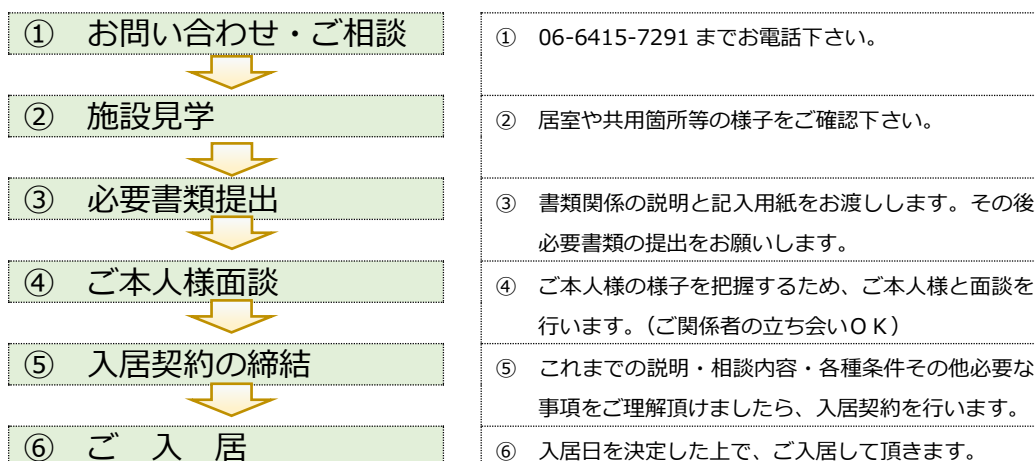 ① お問い合わせ・ご相談
① 06-6415-7291 までお電話下さい。
② 施設見学
② 居室や共用箇所等の様子をご確認下さい。
③ 必要書類提出
③ 書類関係の説明と記入用紙をお渡しします。その後
必要書類の提出をお願いします。
④ ご本人様面談
④ ご本人様の様子を把握するため、ご本人様と面談を
行います。（ご関係者の立ち会いＯＫ）
⑤ 入居契約の締結
⑤ これまでの説明・相談内容・各種条件その他必要な
事項をご理解頂けましたら、入居契約を行います。
⑥ ご 入 居
⑥ 入居日を決定した上で、ご入居して頂きます。